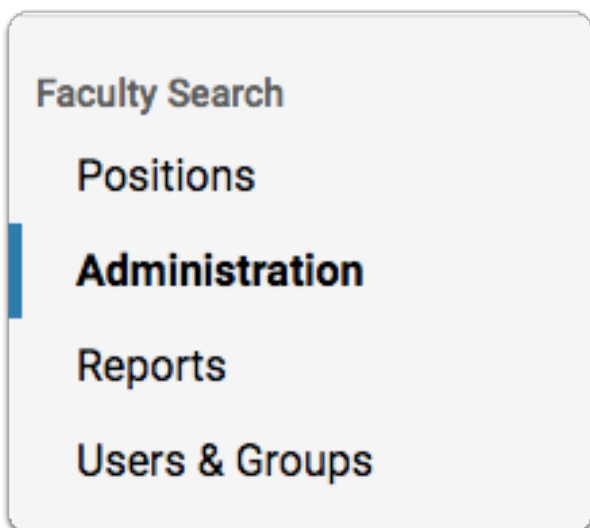 Faculty Search
Positions
Administration
Reports
Users & Groups